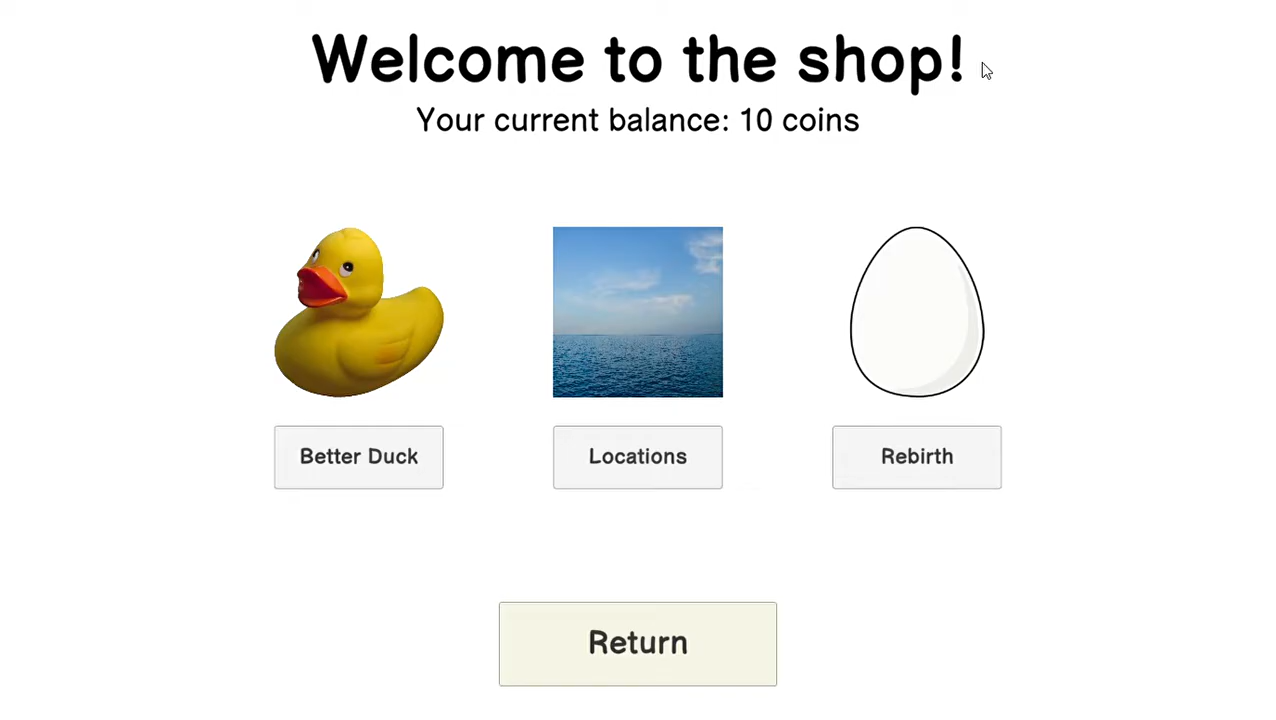 Welcome to the shop!
Your current balance: 10 coins
Better Duck
Locations
Rebirth
Return